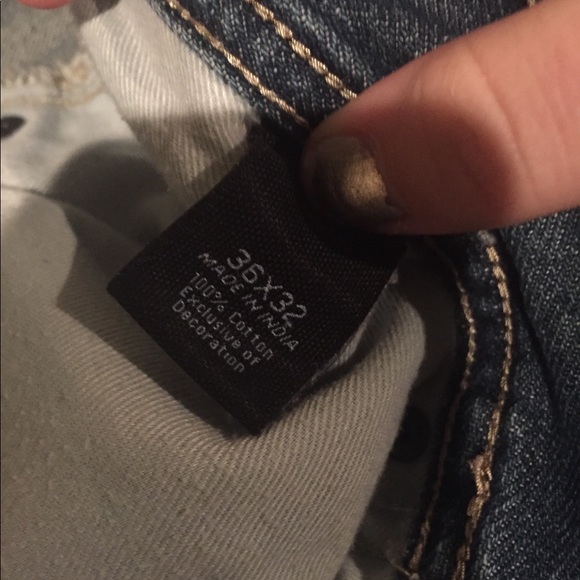 36X32
MADE IN INDIA
100% Cotton
Exclusive of
Decoration